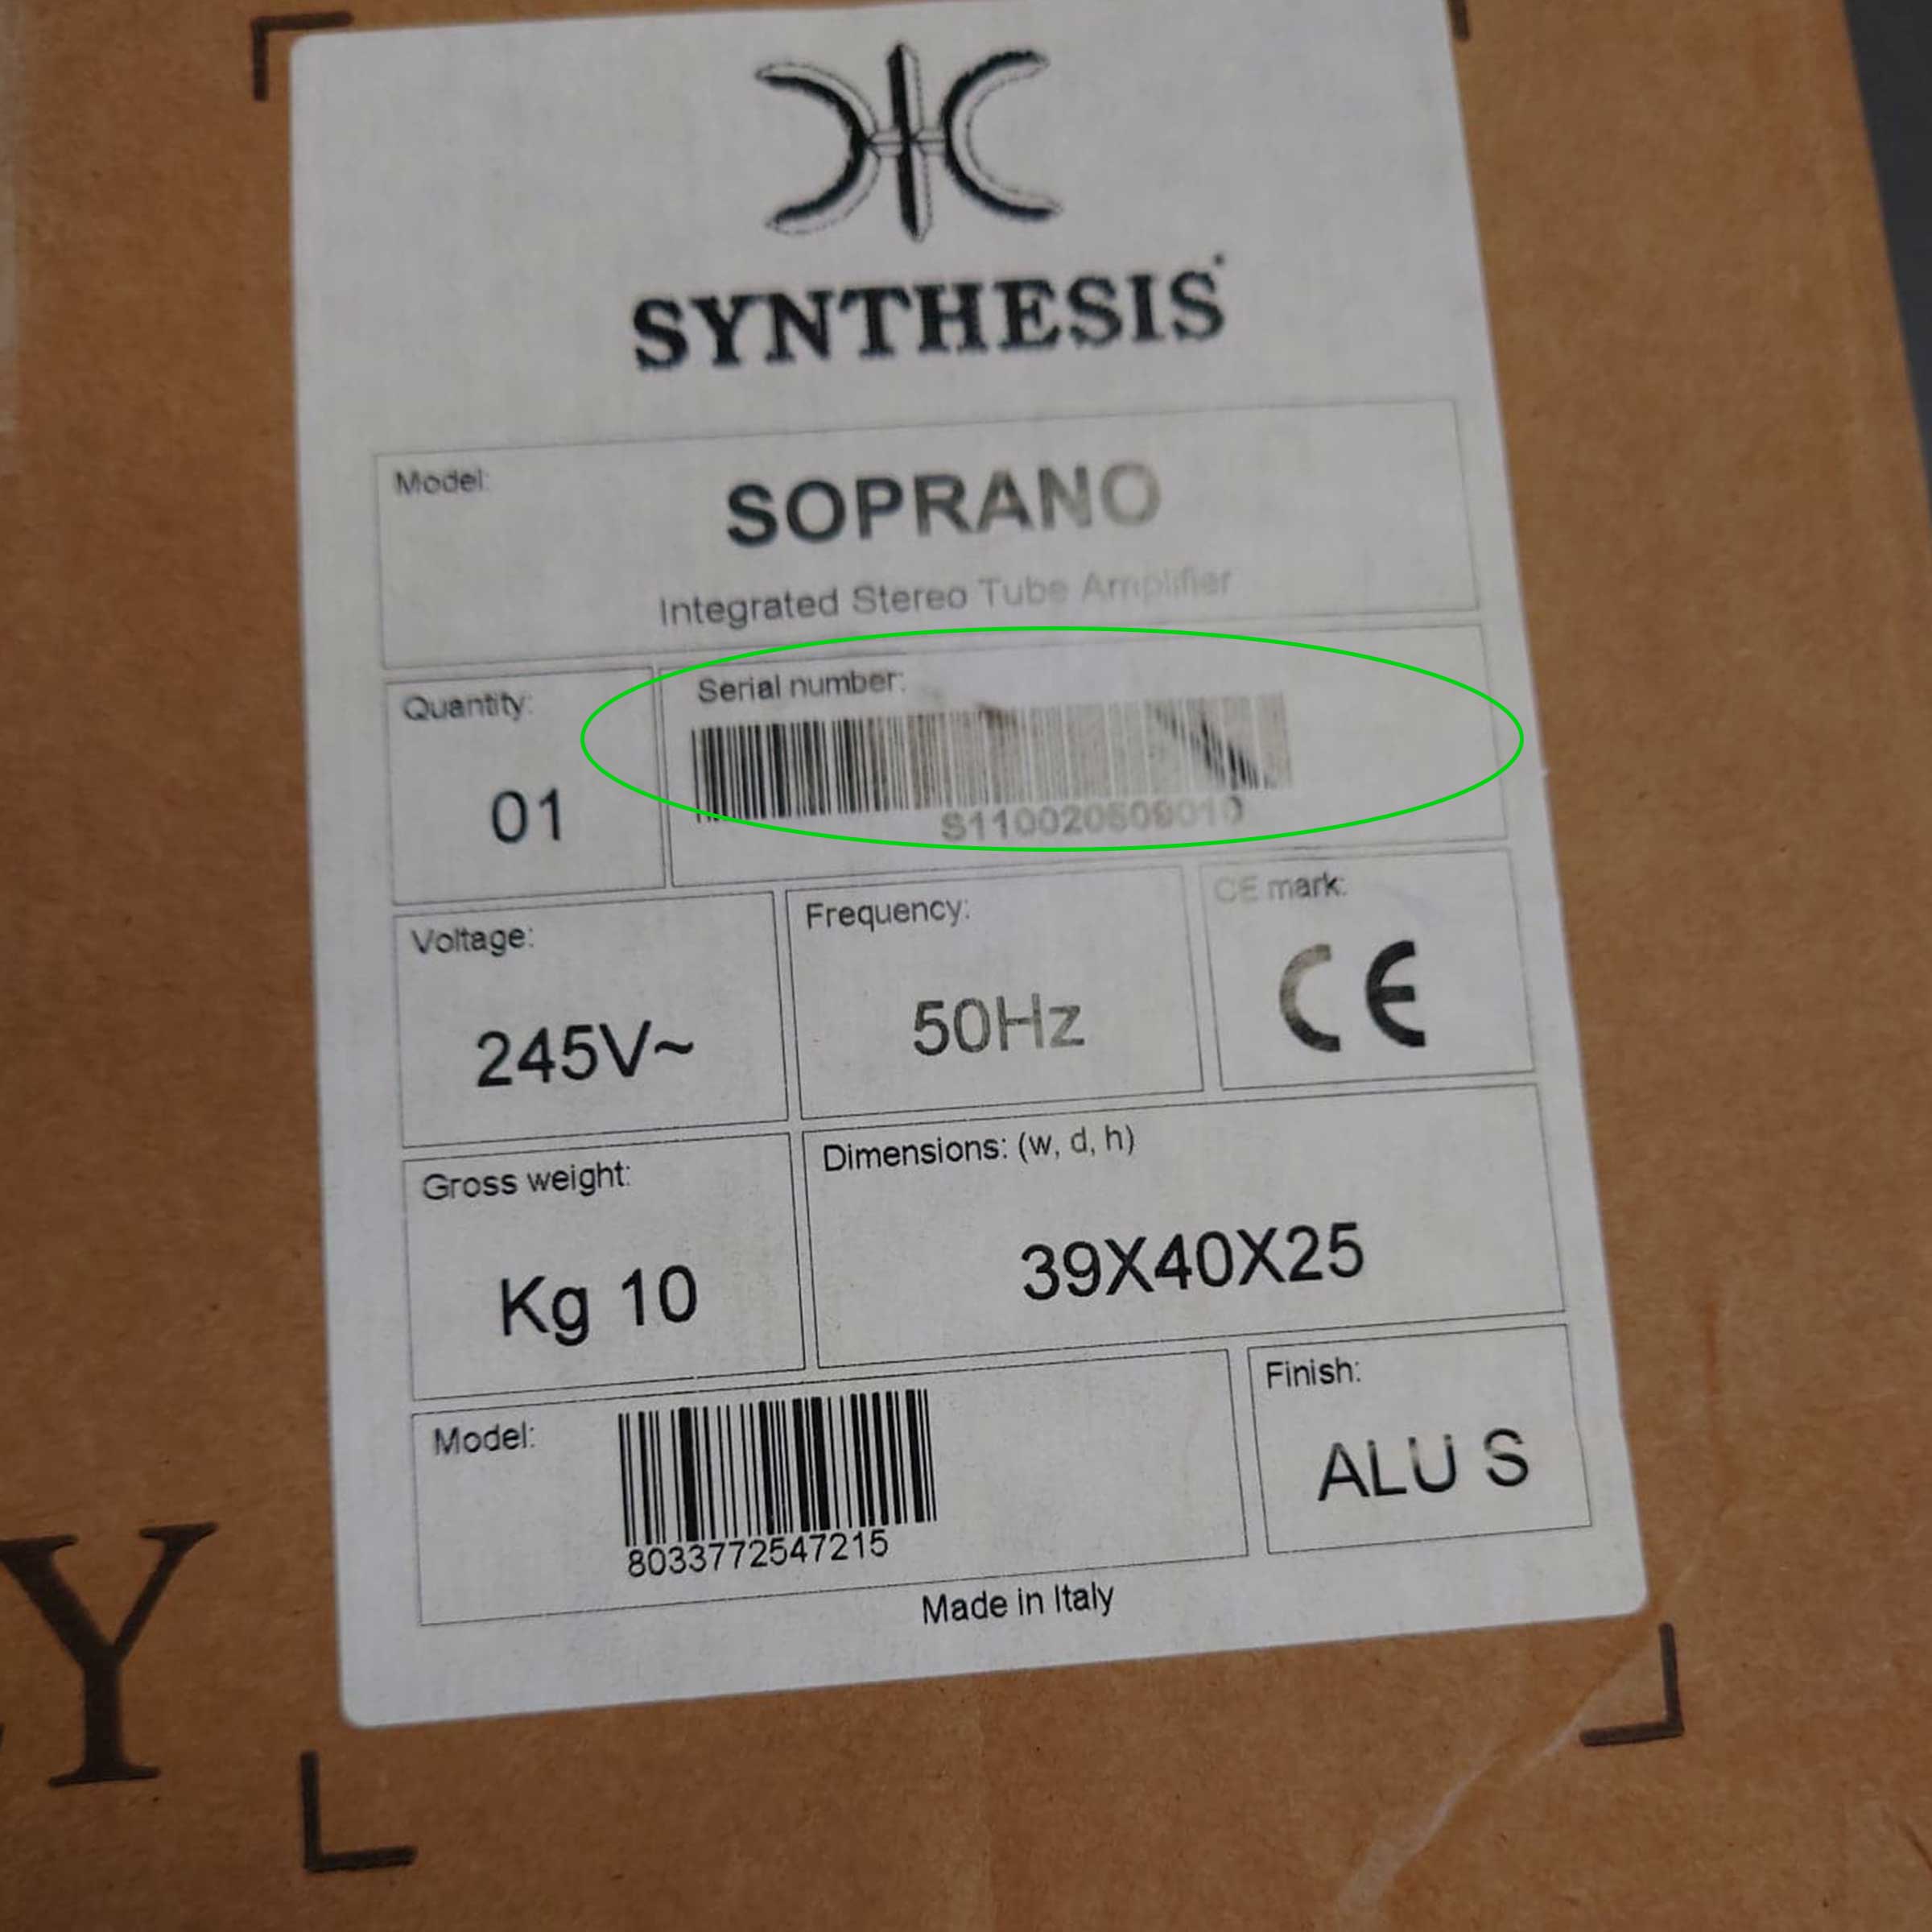 SYNTHESIS
Model:
SOPRANO
Integrated Stereo Tube Amplifier
Quantity:
01
Serial number:
Voltage:
245V~
Frequency:
50Hz
CE mark:
CE
Gross weight:
Kg 10
Dimensions: (w, d, h)
39X40X25
Model:
8033772547215
Finish:
ALU S
Made in Italy
Y